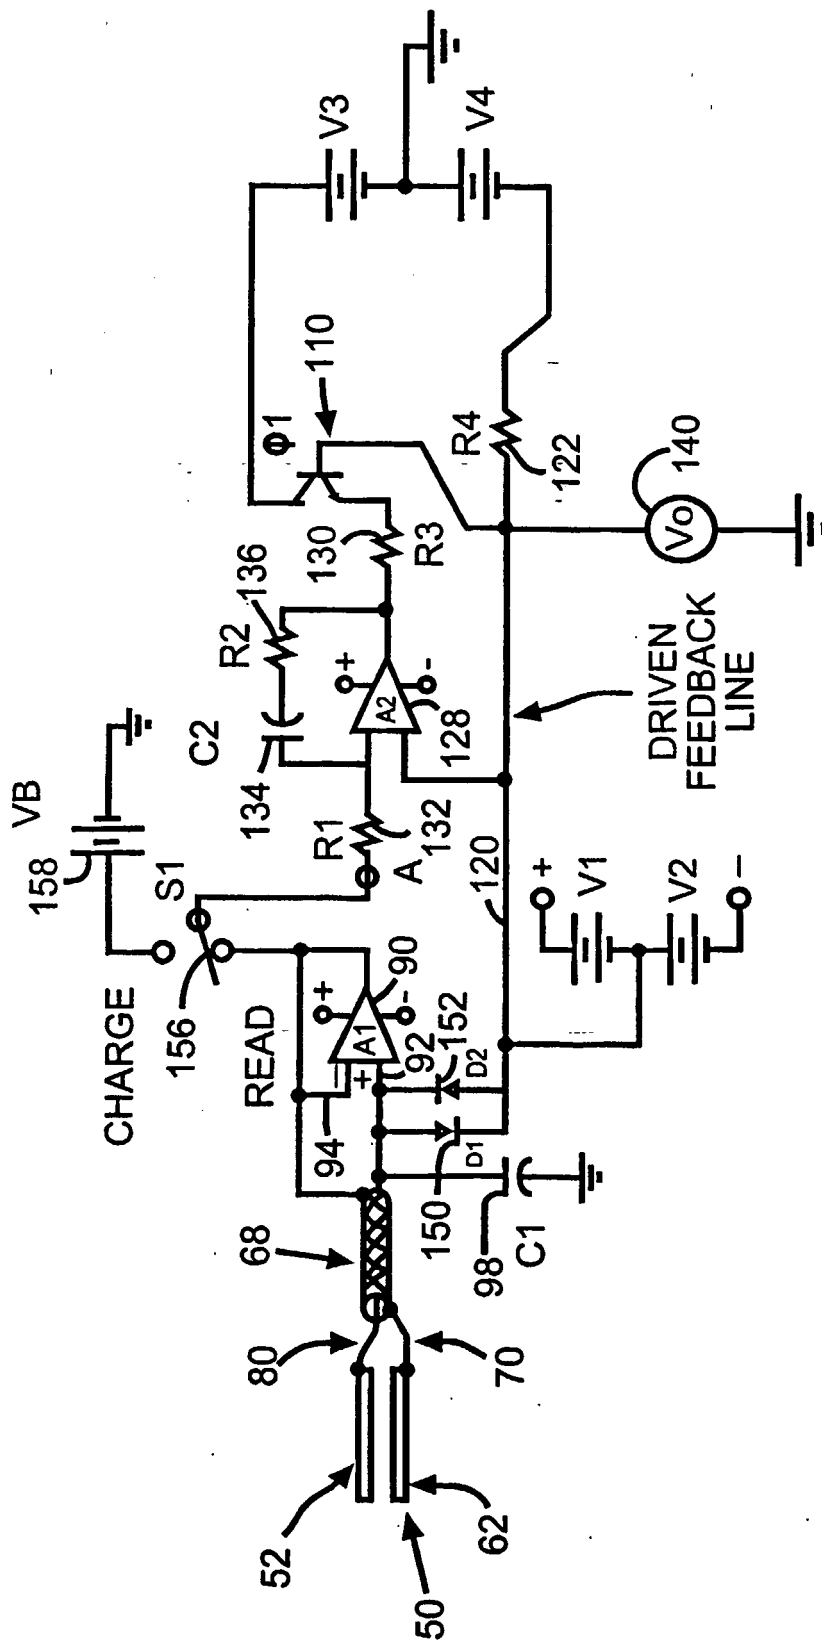 VB
158
CHARGE
S1
156
READ
C2
134
R2
136
Φ1
110
V3
V4
R1
132
A
A2
+
-
128
130
R3
R4
122
68
80
70
52
62
50
94
A1
-
+
+
-
90
92
150
D1
152
D2
98
C1
120
+
V1
V2
-
DRIVEN
FEEDBACK
LINE
Vo
140